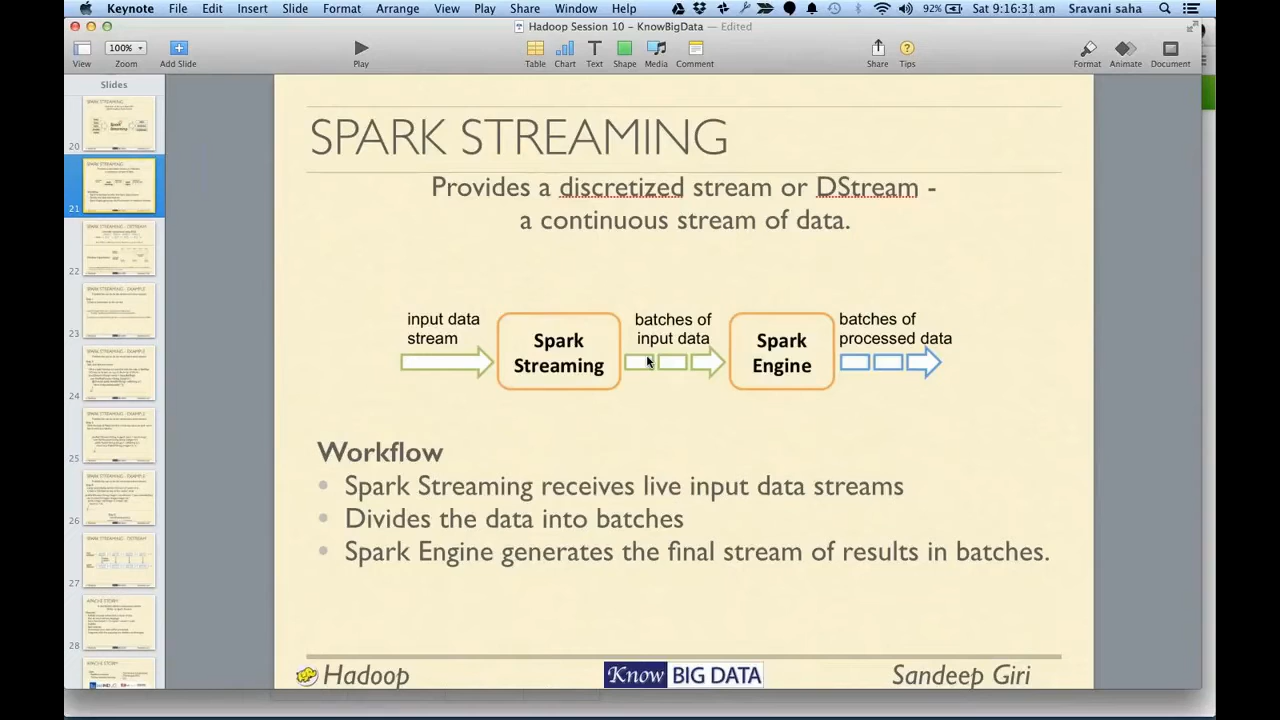 Keynote File Edit Insert Slide Format Arrange View Play Share Window Help 92% Sat 9:16:31 am Sravani saha
Hadoop Session 10 - KnowBigData — Edited
100%
View Zoom Add Slide Play Table Chart Text Shape Media Comment Share Tips Format Animate Document
Slides
20
21
22
23
24
25
26
27
28
SPARK STREAMING
Provides a discretized stream or DStream -
a continuous stream of data.
input data
stream
Spark
Streaming
batches of
input data
Spark
Engine
batches of
processed data
Workflow
Spark Streaming receives live input data streams
Divides the data into batches
Spark Engine generates the final stream of results in batches.
Hadoop
Know BIG DATA
Sandeep Giri